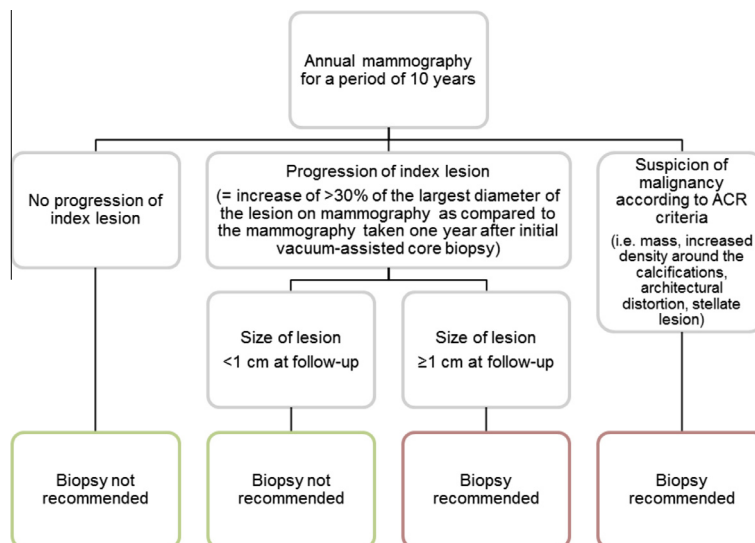 Annual mammography
for a period of 10 years
No progression of
index lesion
Progression of index lesion
(= increase of >30% of the largest diameter of
the lesion on mammography as compared to
the mammography taken one year after initial
vacuum-assisted core biopsy)
Suspicion of
malignancy
according to ACR
criteria
(i.e. mass, increased
density around the
calcifications,
architectural
distortion, stellate
lesion)
Size of lesion
<1 cm at follow-up
Size of lesion
≥1 cm at follow-up
Biopsy not
recommended
Biopsy not
recommended
Biopsy
recommended
Biopsy
recommended